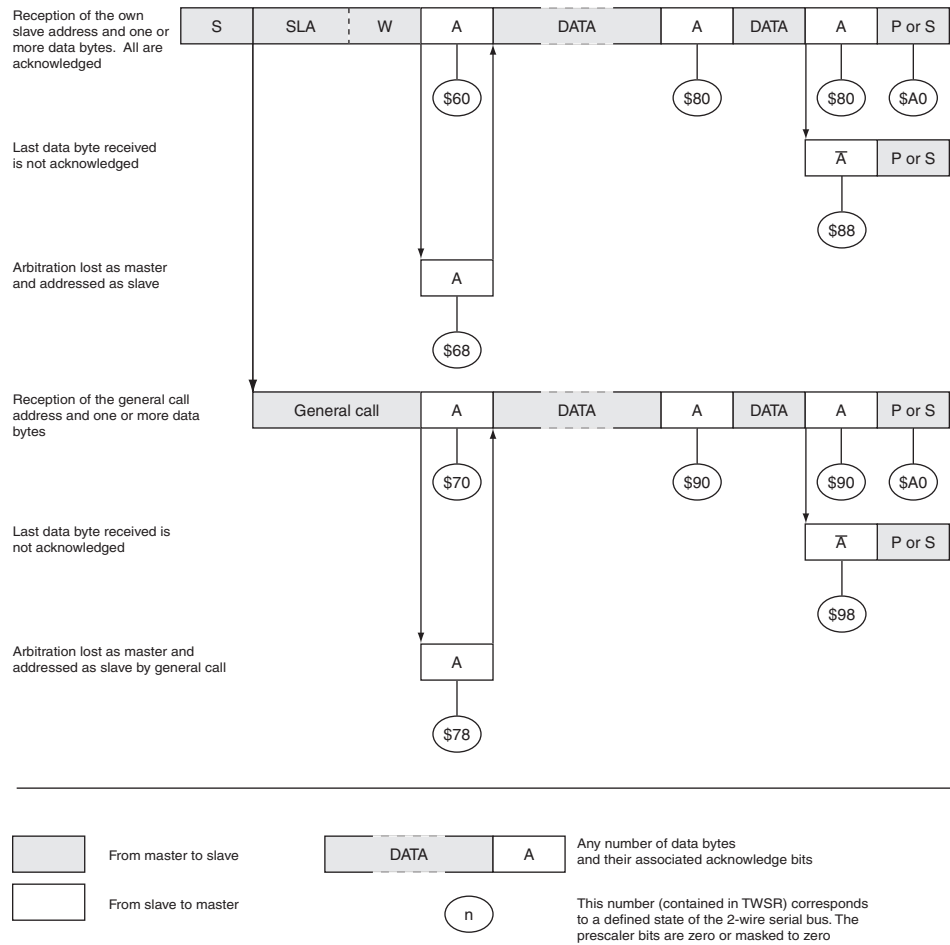 Reception of the own
slave address and one or
more data bytes. All are
acknowledged
S SLA W A DATA A DATA A P or S
$60 $80 $80 $A0
Last data byte received
is not acknowledged
A̅ P or S
$88
Arbitration lost as master
and addressed as slave
A
$68
Reception of the general call
address and one or more data
bytes
General call A DATA A DATA A P or S
$70 $90 $90 $A0
Last data byte received is
not acknowledged
A̅ P or S
$98
Arbitration lost as master and
addressed as slave by general call
A
$78
From master to slave
DATA A
Any number of data bytes
and their associated acknowledge bits
From slave to master
n
This number (contained in TWSR) corresponds
to a defined state of the 2-wire serial bus. The
prescaler bits are zero or masked to zero